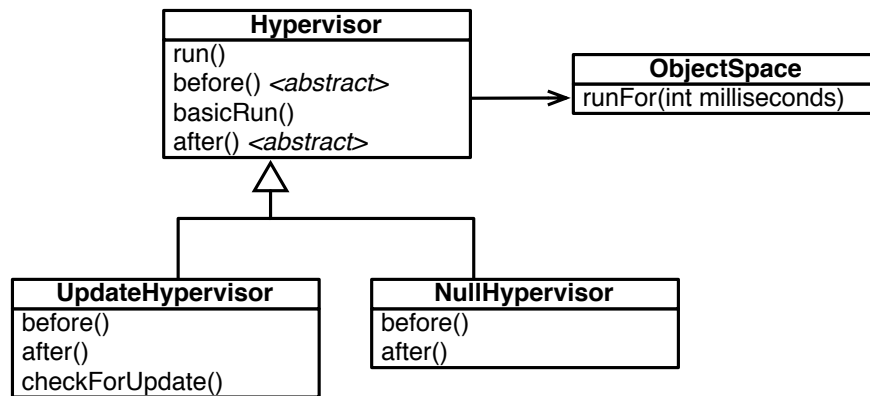 Hypervisor
run()
before() <abstract>
basicRun()
after() <abstract>
ObjectSpace
runFor(int milliseconds)
UpdateHypervisor
before()
after()
checkForUpdate()
NullHypervisor
before()
after()